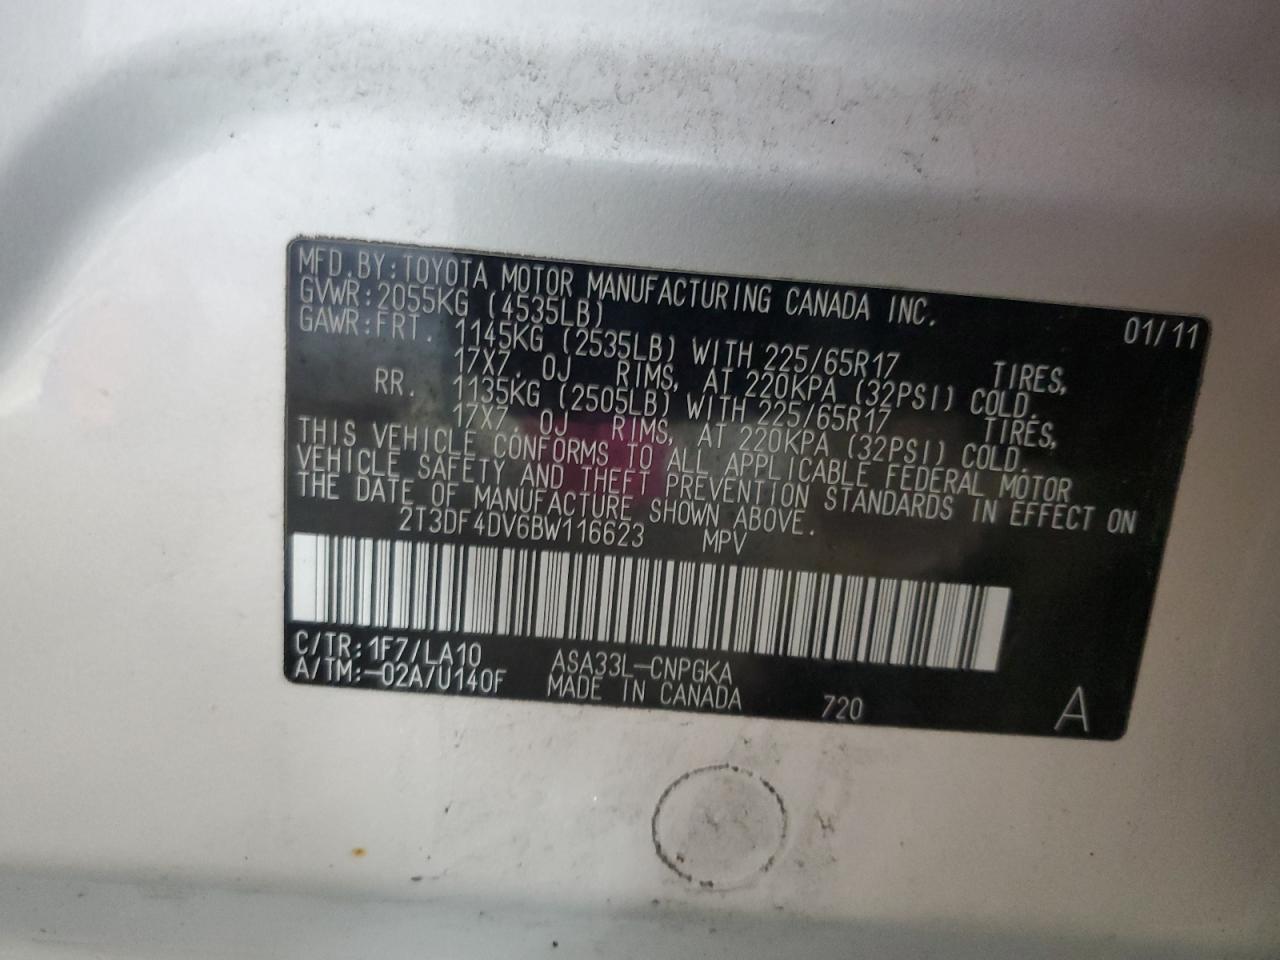 MFD.BY:TOYOTA MOTOR MANUFACTURING CANADA INC.
GVWR:2055KG (4535LB) 01/11
GAWR:FRT. 1145KG (2535LB) WITH 225/65R17 TIRES,
17X7.0J RIMS, AT 220KPA (32PSI) COLD.
RR. 1135KG (2505LB) WITH 225/65R17 TIRES,
17X7.0J RIMS, AT 220KPA (32PSI) COLD.
THIS VEHICLE CONFORMS TO ALL APPLICABLE FEDERAL MOTOR
VEHICLE SAFETY AND THEFT PREVENTION STANDARDS IN EFFECT ON
THE DATE OF MANUFACTURE SHOWN ABOVE.
2T3DF4DV6BW116623 MPV
C/TR:1F7/LA10 ASA33L-CNPGKA
A/TM:-02A/U140F MADE IN CANADA 720 A